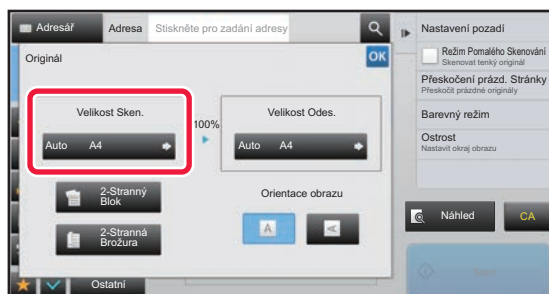 Adresář
Adresa
Stiskněte pro zadání adresy
Originál
OK
Velikost Sken.
Auto A4
100%
Velikost Odes.
Auto A4
2-Stranný
Blok
2-Stranná
Brožura
Orientace obrazu
A
A
Ostatní
Nastavení pozadí
Režim Pomalého Skenování
Skenovat tenký originál
Přeskočení prázd. Stránky
Přeskočit prázdné originály
Barevný režim
Ostrost
Nastavit okraj obrazu
Náhled
CA
Start